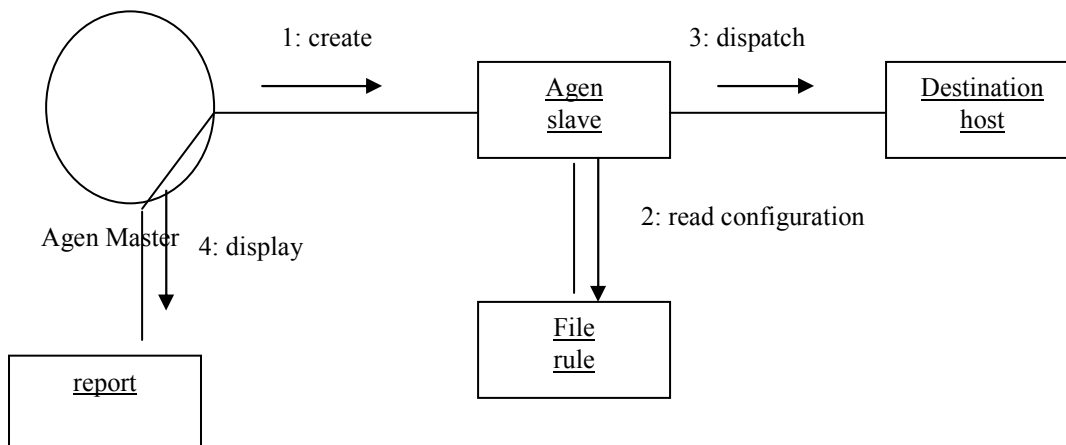 1: create
3: dispatch
Agen
slave
Destination
host
2: read configuration
Agen Master
4: display
File
rule
report